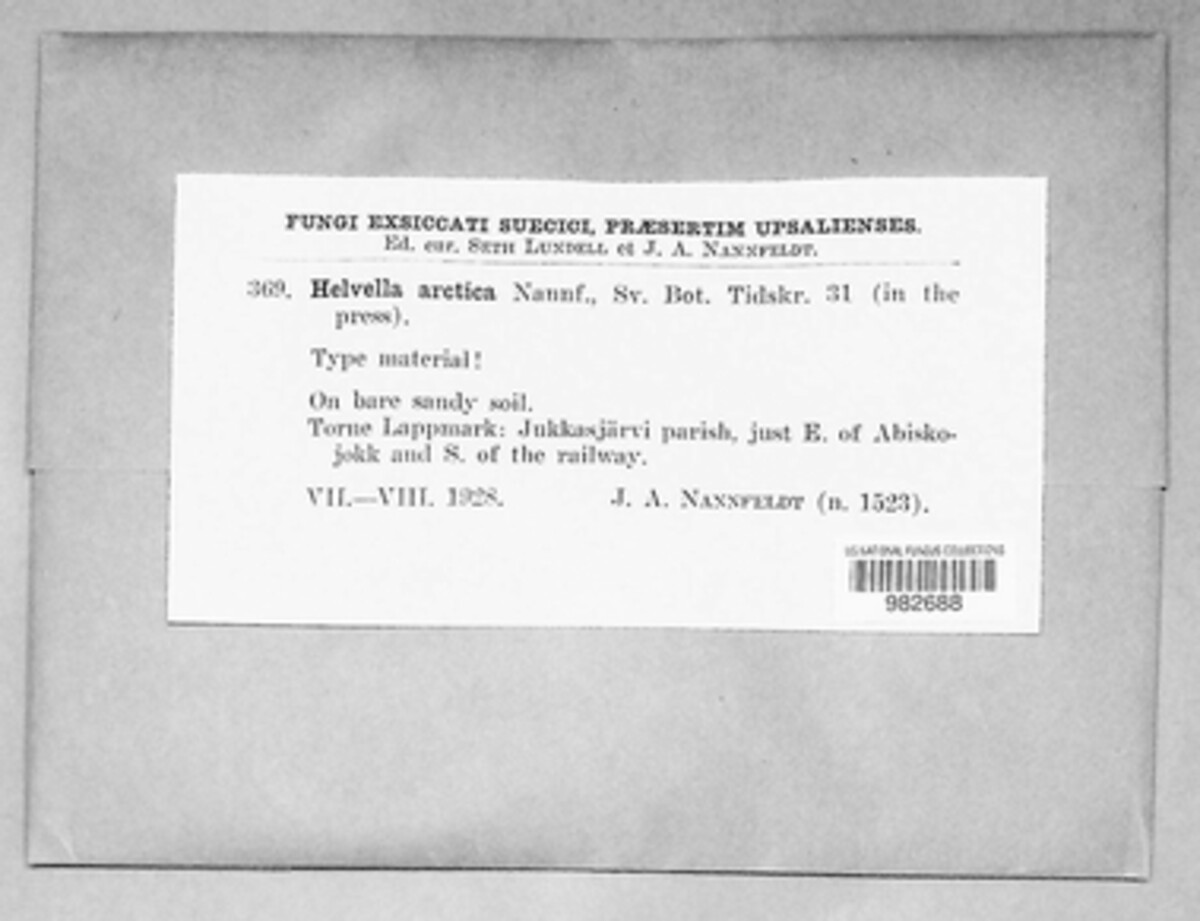 FUNGI EXSICCATI SUECICI, PRÆSERTIM UPSALIENSES.
Ed. cur. SETH LUNDELL et J. A. NANNFELDT.
369. Helvella arctica Nannf., Sv. Bot. Tidskr. 31 (in the
press).
Type material!
On bare sandy soil.
Torne Lappmark: Jukkasjärvi parish, just E. of Abisko-
jokk and S. of the railway.
VII.—VIII. 1928. J. A. NANNFELDT (n. 1523).
US NATIONAL FUNGUS COLLECTIONS
982688